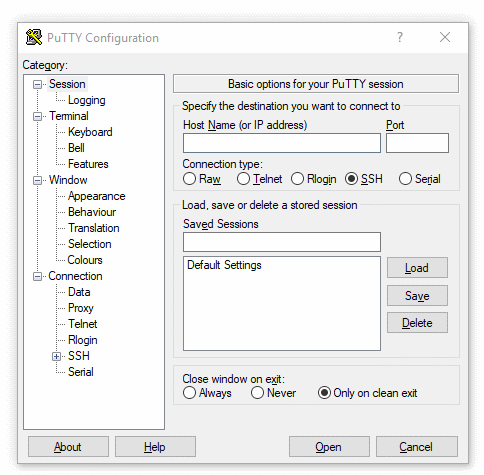 PuTTY Configuration
?
Category:
Session
Logging
Terminal
Keyboard
Bell
Features
Window
Appearance
Behaviour
Translation
Selection
Colours
Connection
Data
Proxy
Telnet
Rlogin
SSH
Serial
Basic options for your PuTTY session
Specify the destination you want to connect to
Host Name (or IP address) Port
Connection type:
Raw Telnet Rlogin SSH Serial
Load, save or delete a stored session
Saved Sessions
Default Settings
Load
Save
Delete
Close window on exit:
Always Never Only on clean exit
About Help Open Cancel